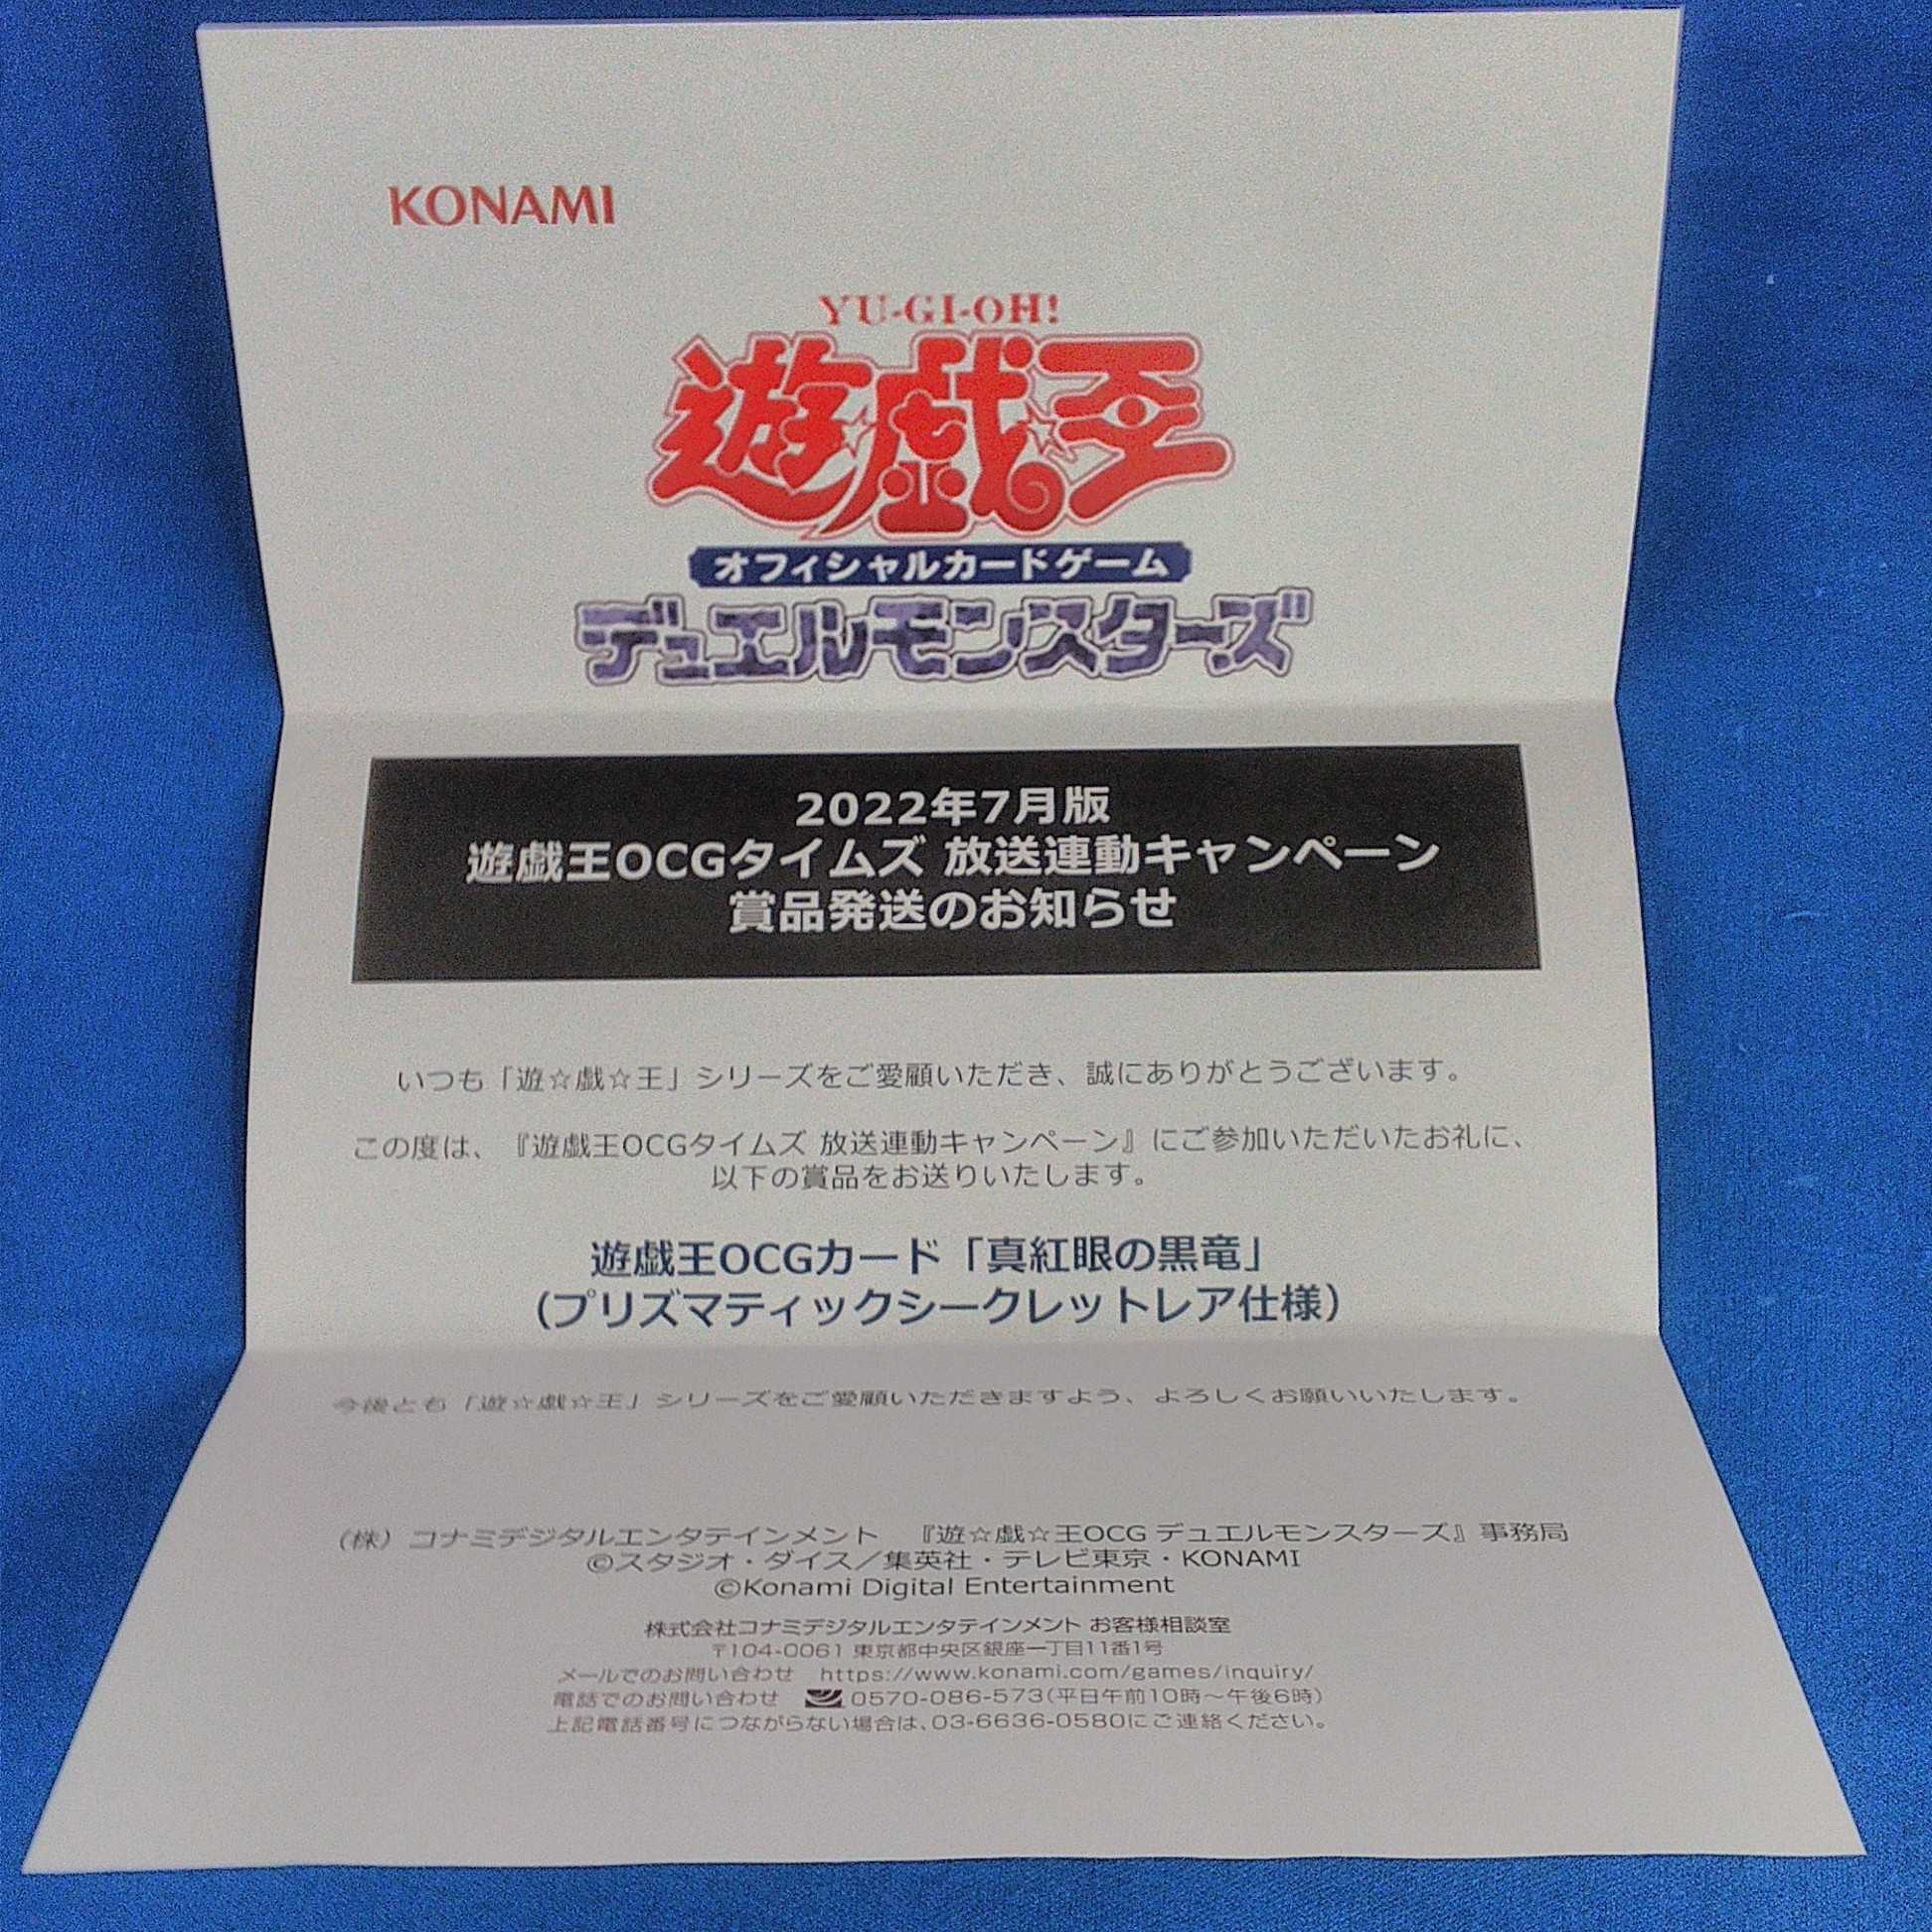 KONAMI
YU-GI-OH!
遊戯王
オフィシャルカードゲーム
デュエルモンスターズ
2022年7月版
遊戯王OCGタイムズ 放送連動キャンペーン
賞品発送のお知らせ
いつも「遊☆戯☆王」シリーズをご愛顧いただき、誠にありがとうございます。
この度は、『遊戯王OCGタイムズ 放送連動キャンペーン』にご参加いただいたお礼に、
以下の賞品をお送りいたします。
遊戯王OCGカード「真紅眼の黒竜」
（プリズマティックシークレットレア仕様）
今後とも「遊☆戯☆王」シリーズをご愛顧いただきますよう、よろしくお願いいたします。
（株）コナミデジタルエンタテインメント 『遊☆戯☆王OCG デュエルモンスターズ』事務局
©スタジオ・ダイス／集英社・テレビ東京・KONAMI
©Konami Digital Entertainment
株式会社コナミデジタルエンタテインメント お客様相談室
〒104-0061 東京都中央区銀座一丁目11番1号
メールでのお問い合わせ https://www.konami.com/games/inquiry/
電話でのお問い合わせ 0570-086-573(平日午前10時～午後6時)
上記電話番号につながらない場合は、03-6636-0580にご連絡ください。